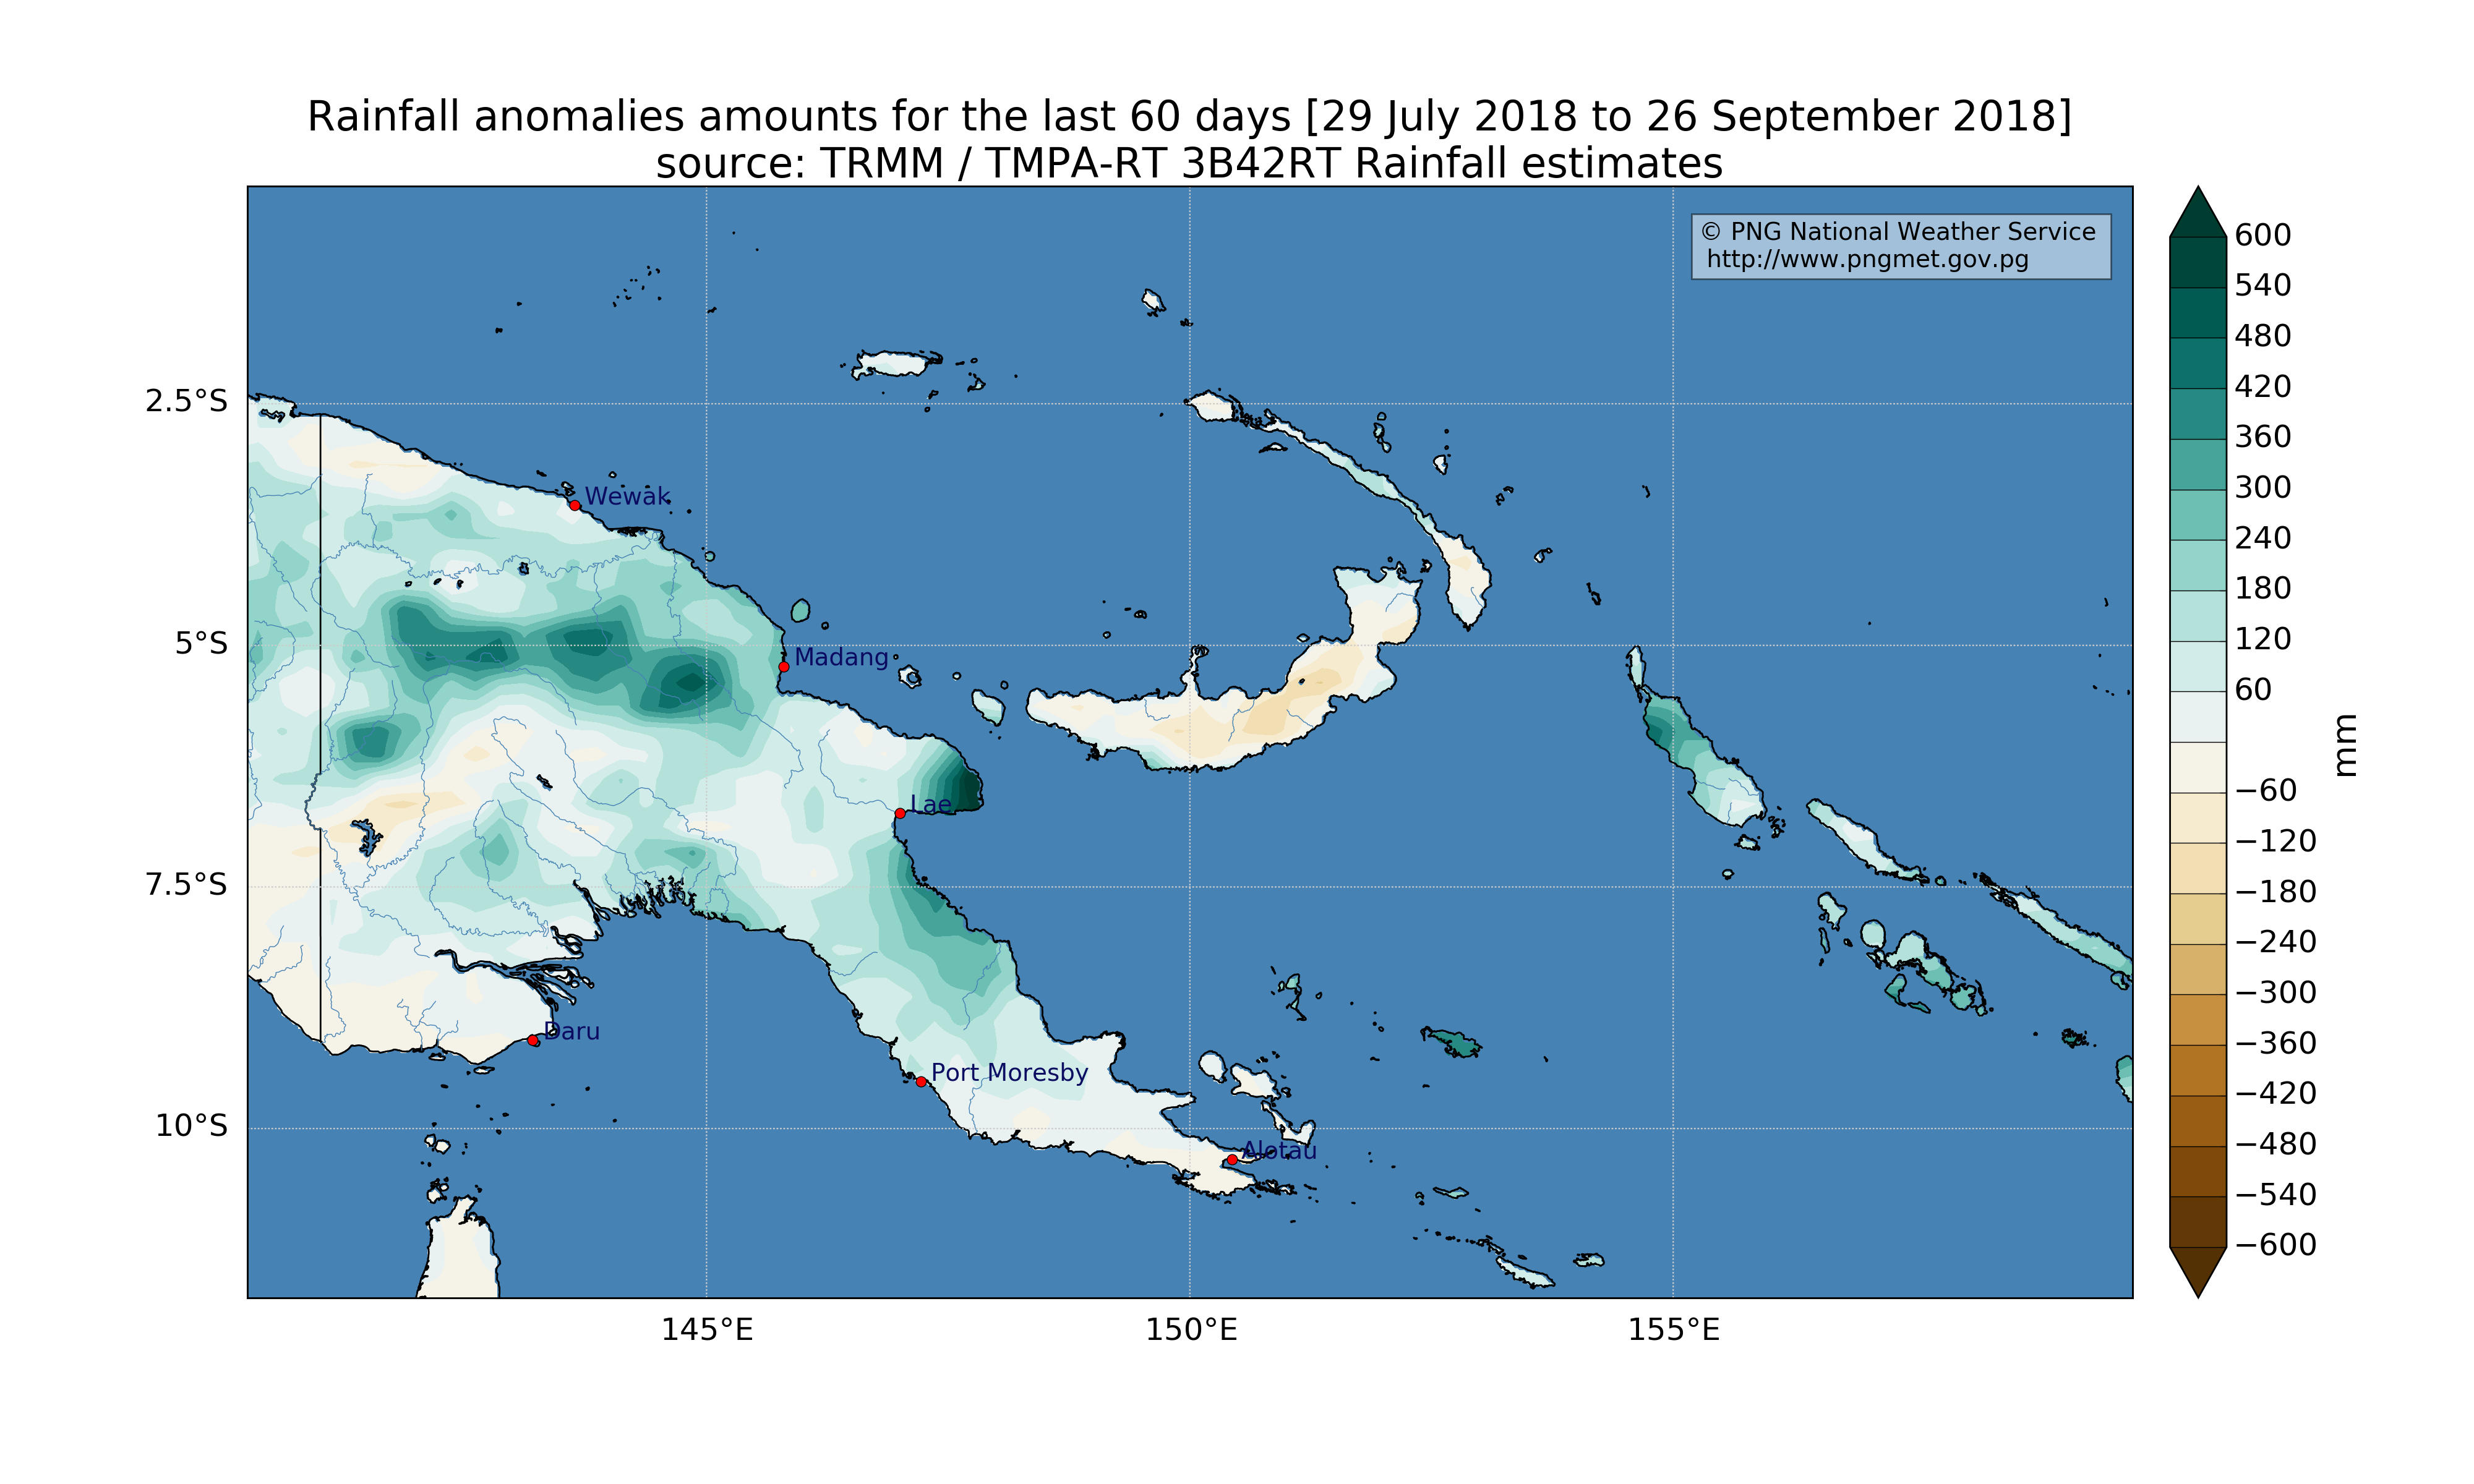 Rainfall anomalies amounts for the last 60 days [29 July 2018 to 26 September 2018]
source: TRMM / TMPA-RT 3B42RT Rainfall estimates
© PNG National Weather Service
http://www.pngmet.gov.pg
2.5°S
5°S
7.5°S
10°S
Wewak
Madang
Lae
Daru
Port Moresby
Alotau
145°E
150°E
155°E
600
540
480
420
360
300
240
180
120
60
−60
−120
−180
−240
−300
−360
−420
−480
−540
−600
mm